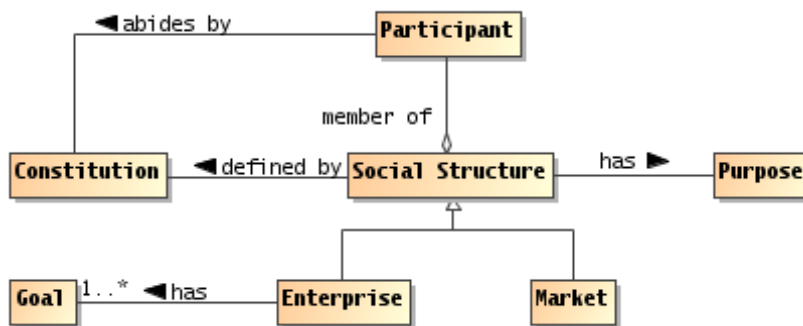 ◄ abides by
Participant
member of
Constitution
◄ defined by
Social Structure
has ►
Purpose
Goal
1..*
◄ has
Enterprise
Market